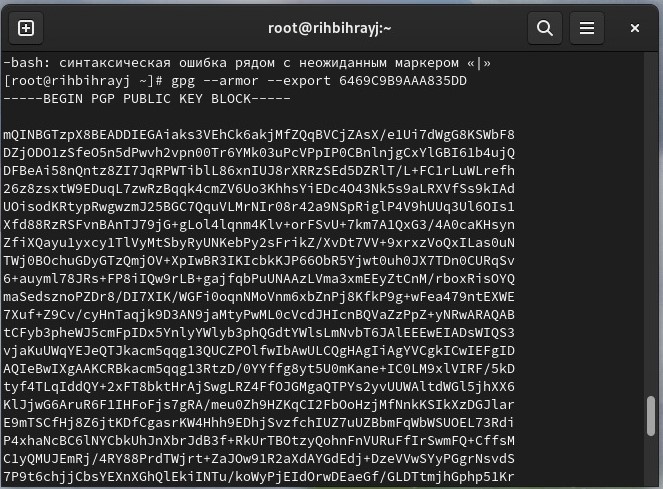 root@rihbihrayj:~
-bash: синтаксическая ошибка рядом с неожиданным маркером «|»
[root@rihbihrayj ~]# gpg --armor --export 6469C9B9AAA835DD
-----BEGIN PGP PUBLIC KEY BLOCK-----
mQINBGTzpX8BEADDIEGAiaks3VEhCk6akjMfZQqBVCjZAsX/e1Ui7dWgG8KSWbF8
DZjODO1zSfeO5n5dPwvh2vpn00Tr6YMk03uPcVPpIP0CBnlnjgCxYlGBI61b4ujQ
DFBeAi58nQntz8ZI7JqRPWTiblL86xnIUJ8rXRRzSEd5DZRlT/L+FC1rLuWLrefh
26z8zsxtW9EDuqL7zwRzBqqk4cmZV6Uo3KhhsYiEDc4O43Nk5s9aLRXVfSs9kIAd
UOisodKRtypRwgwzmJ25BGC7QquVLMrNIr08r42a9NSpRiglP4V9hUUq3Ul6OIs1
Xfd88RzRSFvnBAnTJ79jG+gLol4lqnm4Klv+orFSvU+7km7A1QxG3/4A0caKHsyn
ZfiXQayu1yxcy1TlVyMtSbyRyUNKebPy2sFrikZ/XvDt7VV+9xrxzVoQxILas0uN
TWj0BOchuGDyGTzQmjOV+XpIwBR3IKIcbkKJP66ObR5Yjwt0uh0JX7TDn0CURqSv
6+auyml78JRs+FP8iIQw9rLB+gajfqbPuUNAAzLVma3xmEEyZtCnM/rboxRisOYQ
maSedsznoPZDr8/DI7XIK/WGFi0oqnNMoVnm6xbZnPj8KfkP9g+wFea479ntEXWE
7Xuf+Z9Cv/cyHnTaqjk9D3AN9jaMtyPwML0cVcdJHIcnBQVaZzPpZ+yNRwARAQAB
tCFyb3pheWJ5cmFpIDx5YnlyYWlyb3phQGdtYWlsLmNvbT6JAlEEEwEIADsWIQS3
vjaKuUWqYEJeQTJkacm5qqg13QUCZPOlfwIbAwULCQgHAgIiAgYVCgkICwIEFgID
AQIeBwIXgAAKCRBkacm5qqg13RtzD/0YYffg8yt5U0mKane+IC0LM9xlVIRF/5kD
tyf4TLqIddQY+2xFT8bktHrAjSwgLRZ4FfOJGMgaQTPYs2yvUUWAltdWGl5jhXX6
KlJjwG6AruR6F1IHFoFjs7gRA/meu0Zh9HZKqCI2FbOoHzjMfNnkKSIkXzDGJlar
E9mTSCfHj8Z6jtKDfCgasrKW4Hhh9EDhjSvzfchIUZ7uUZBbmFqWbWSUOEL73Rdi
P4xhaNcBC6lNYCbkUhJnXbrJdB3f+RkUrTBOtzyQohnFnVURuFfIrSwmFQ+CffsM
C1yQMUJEmRj/4RY88PrdTWjrt+ZaJOw91R2aXdAYGdEdj+DzeVVwSYyPGgrNsvdS
7P9t6chjjCbsYEXnXGhQlEkiINTu/koWyPjEIdOrwDEaeGf/GLDTtmjhGphp51Kr